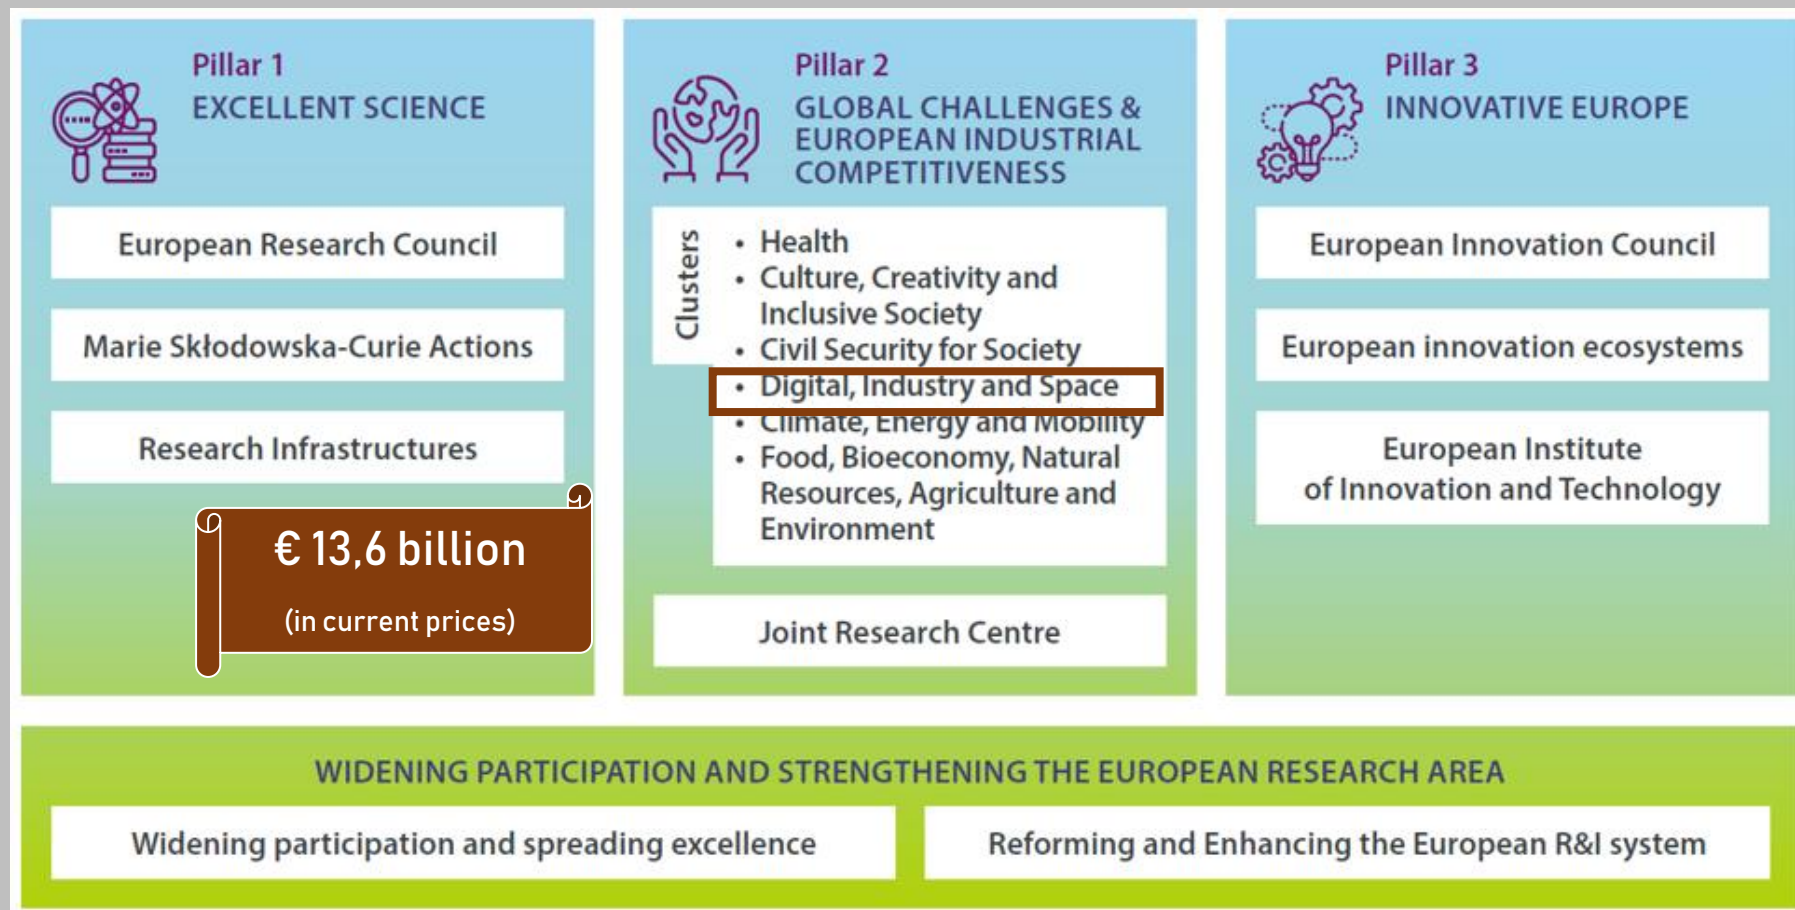 Pillar 1
EXCELLENT SCIENCE
European Research Council
Marie Skłodowska-Curie Actions
Research Infrastructures
€ 13,6 billion
(in current prices)
Pillar 2
GLOBAL CHALLENGES &
EUROPEAN INDUSTRIAL
COMPETITIVENESS
Clusters
• Health
• Culture, Creativity and
Inclusive Society
• Civil Security for Society
• Digital, Industry and Space
• Climate, Energy and Mobility
• Food, Bioeconomy, Natural
Resources, Agriculture and
Environment
Joint Research Centre
Pillar 3
INNOVATIVE EUROPE
European Innovation Council
European innovation ecosystems
European Institute
of Innovation and Technology
WIDENING PARTICIPATION AND STRENGTHENING THE EUROPEAN RESEARCH AREA
Widening participation and spreading excellence
Reforming and Enhancing the European R&I system